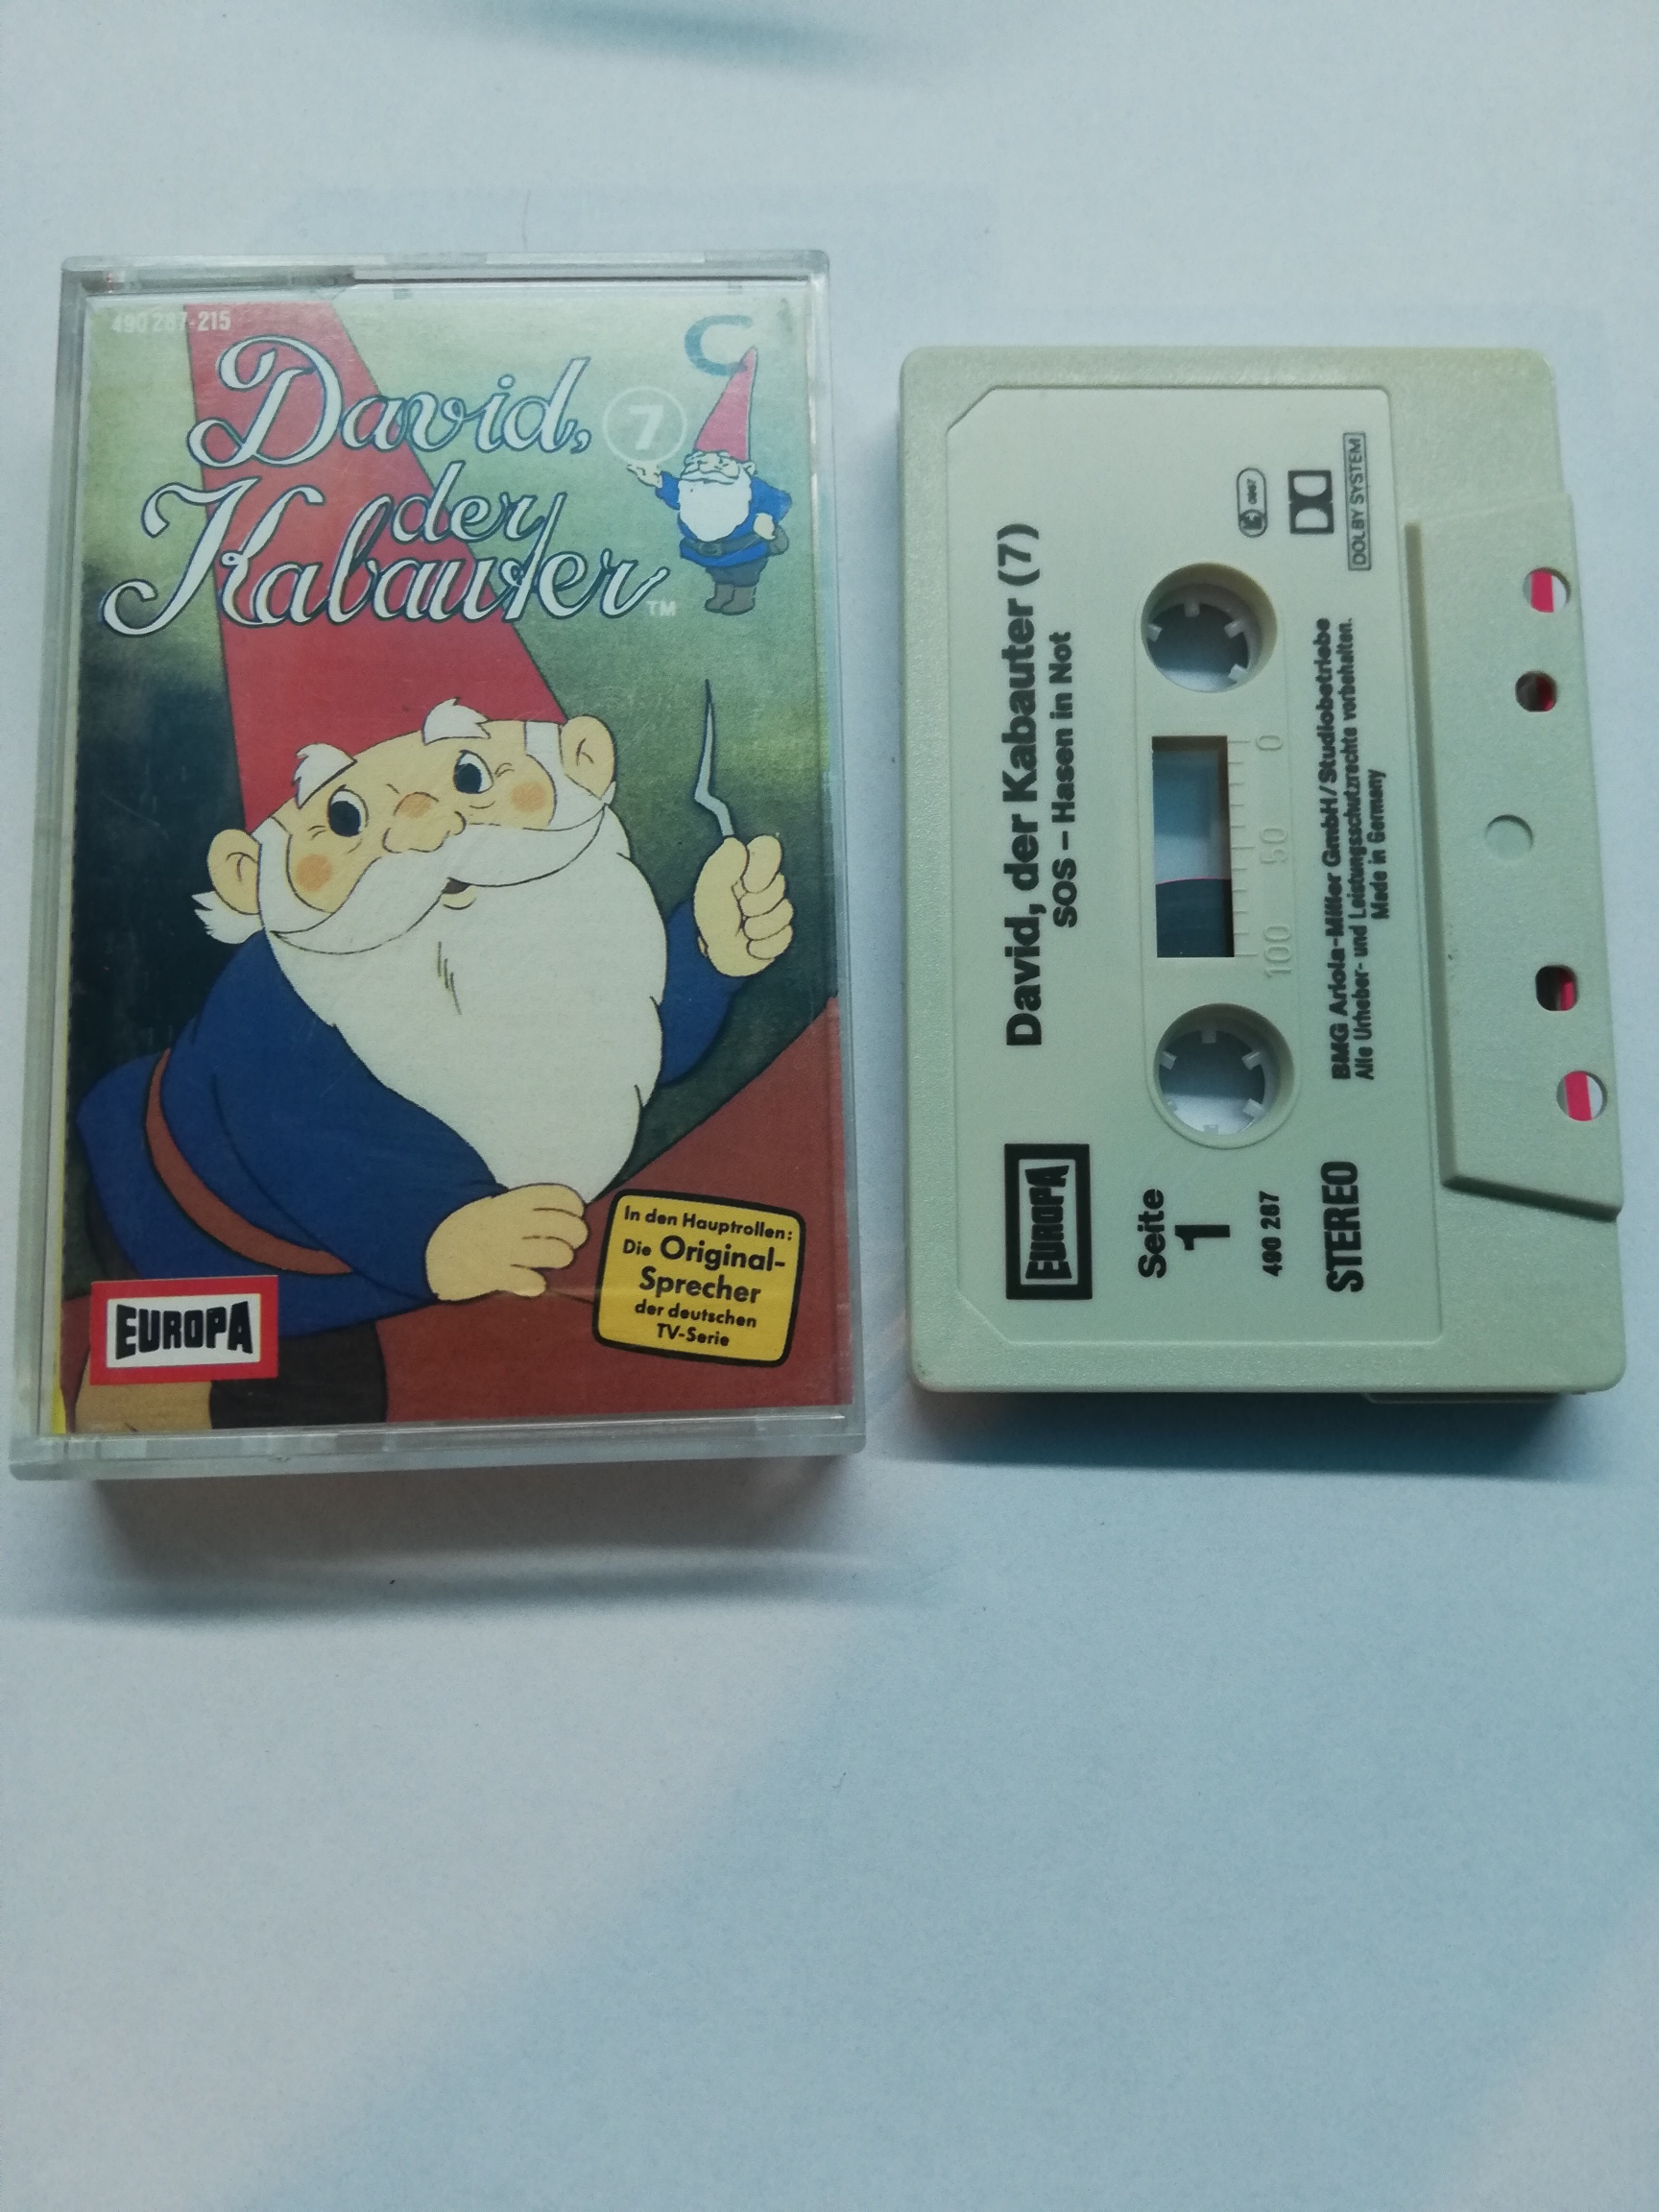 490 287-215
David,
7
der
Kabauter
TM
In den Hauptrollen:
Die Original-
Sprecher
der deutschen
TV-Serie
EUROPA
C
David, der Kabauter (7)
SOS – Hasen in Not
EUROPA
Seite
1
490 287
STEREO
100 50 0
DOLBY SYSTEM
BMG Ariola-Miller GmbH/Studiobetriebe
Alle Urheber- und Leistungsschutzrechte vorbehalten.
Made in Germany